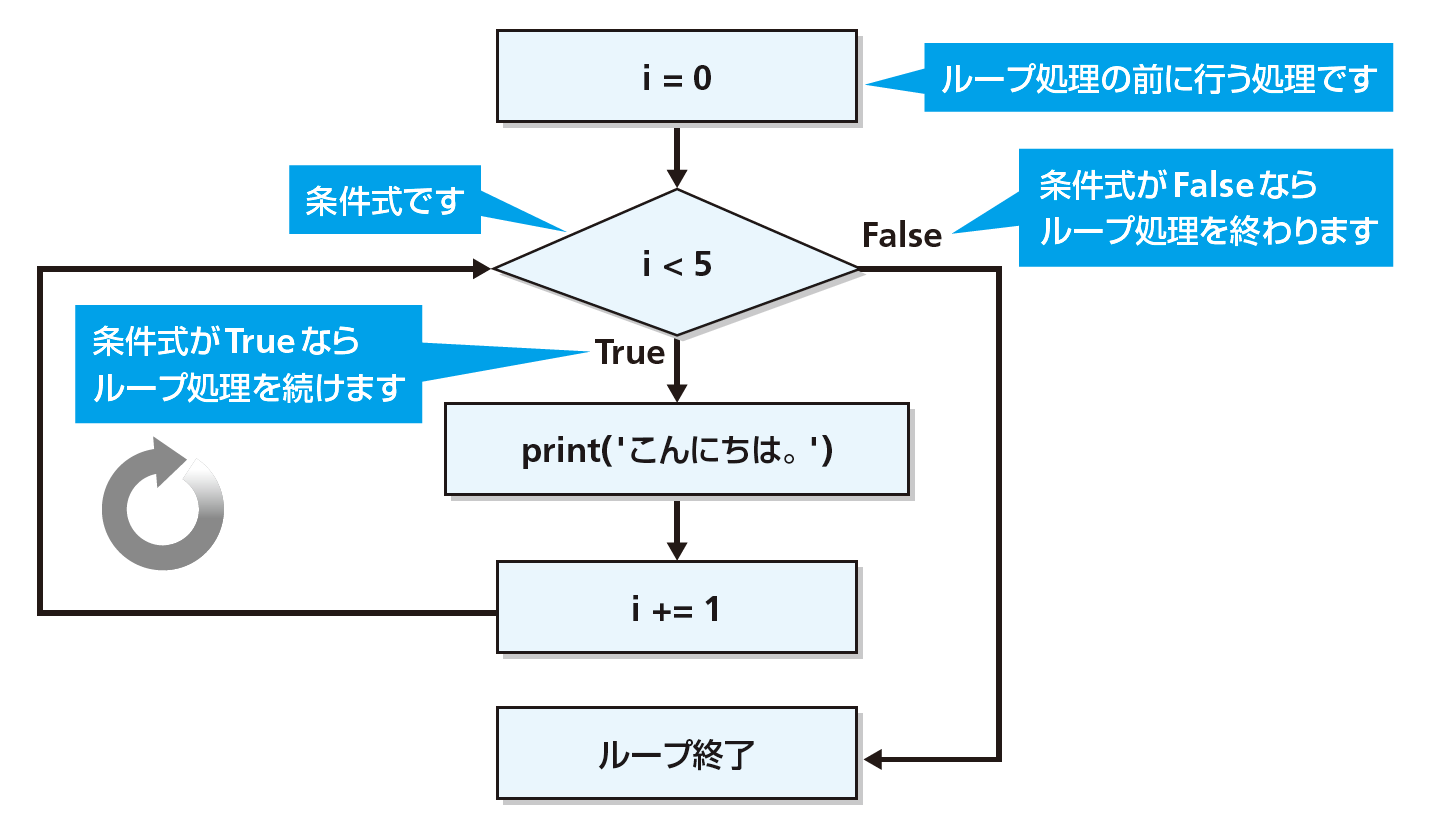 i = 0
ループ処理の前に行う処理です
条件式です
i < 5
False
条件式がFalseなら
ループ処理を終わります
条件式がTrueなら
ループ処理を続けます
True
print('こんにちは。')
i += 1
ループ終了